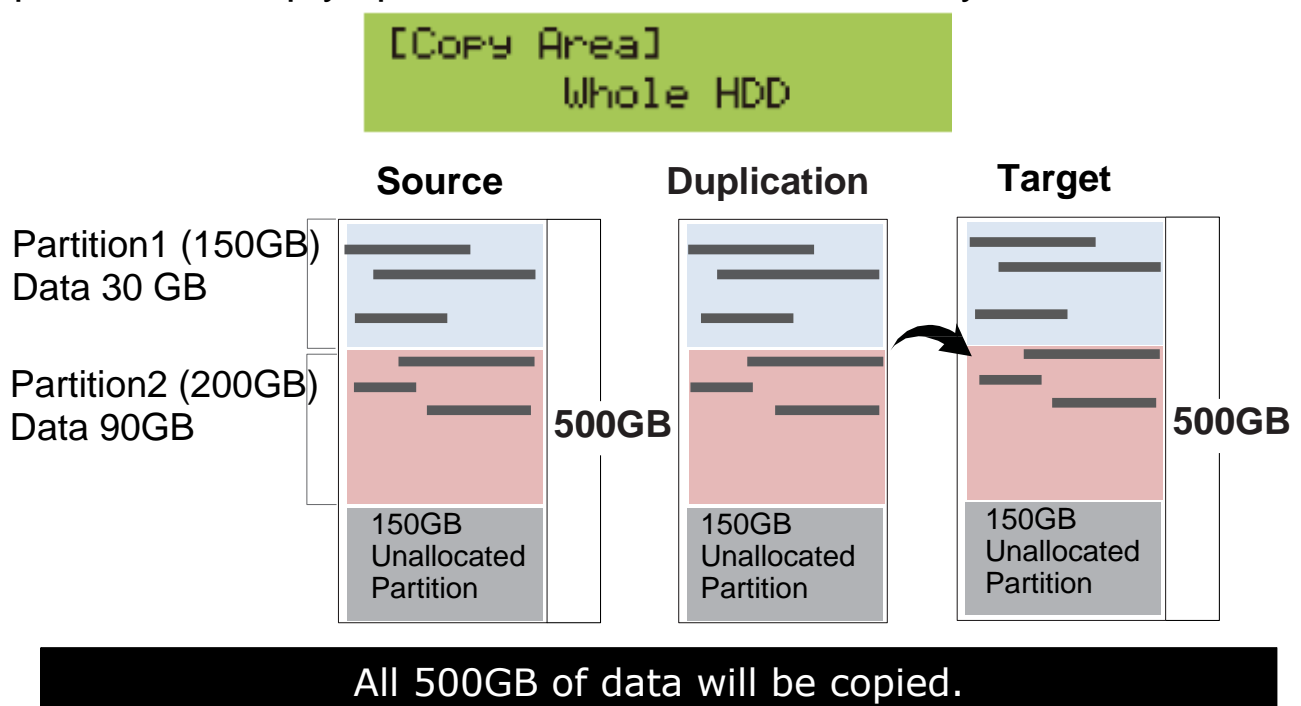 [Copy Area]
Whole HDD
Source
Duplication
Target
Partition1 (150GB)
Data 30 GB
Partition2 (200GB)
Data 90GB
500GB
500GB
150GB
Unallocated
Partition
150GB
Unallocated
Partition
150GB
Unallocated
Partition
All 500GB of data will be copied.